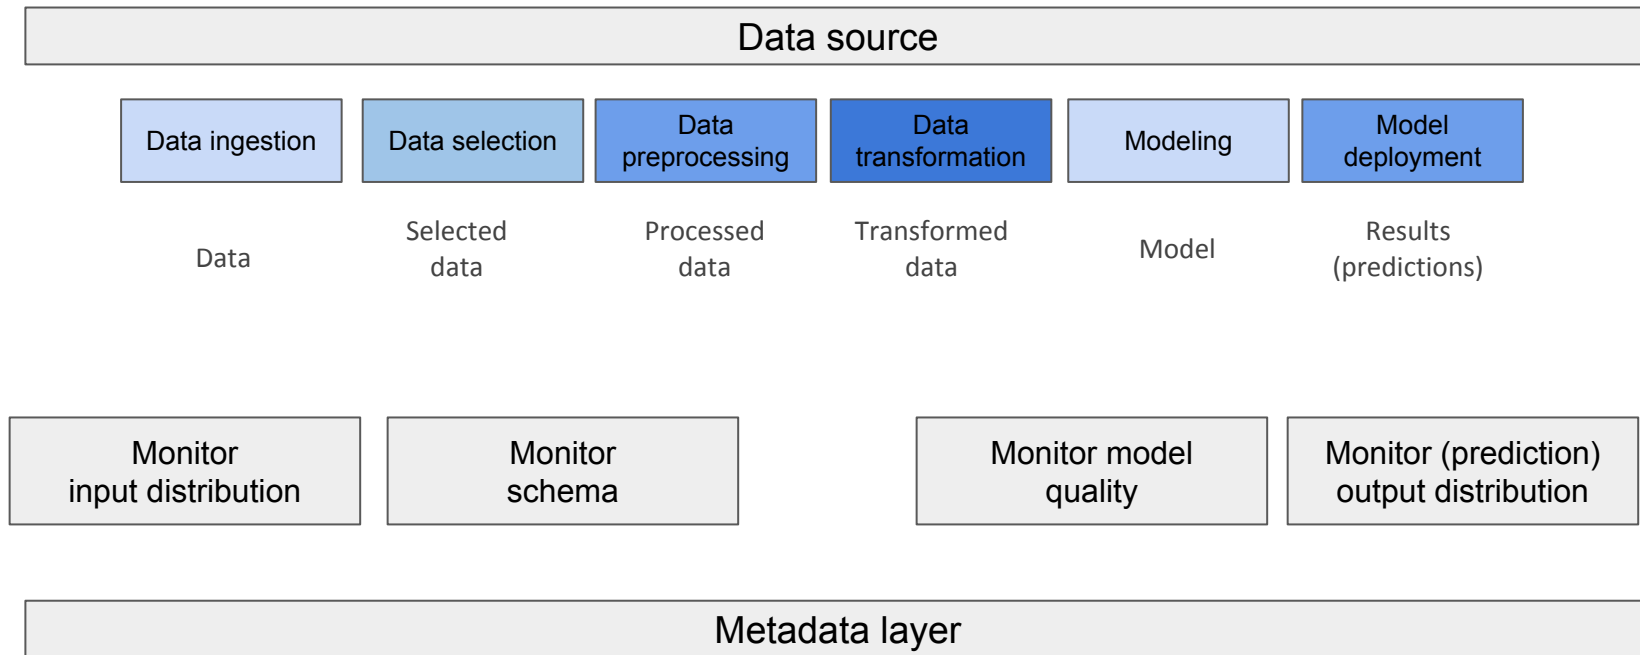 Data source
Data ingestion
Data selection
Data
preprocessing
Data
transformation
Modeling
Model
deployment
Data
Selected
data
Processed
data
Transformed
data
Model
Results
(predictions)
Monitor
input distribution
Monitor
schema
Monitor model
quality
Monitor (prediction)
output distribution
Metadata layer